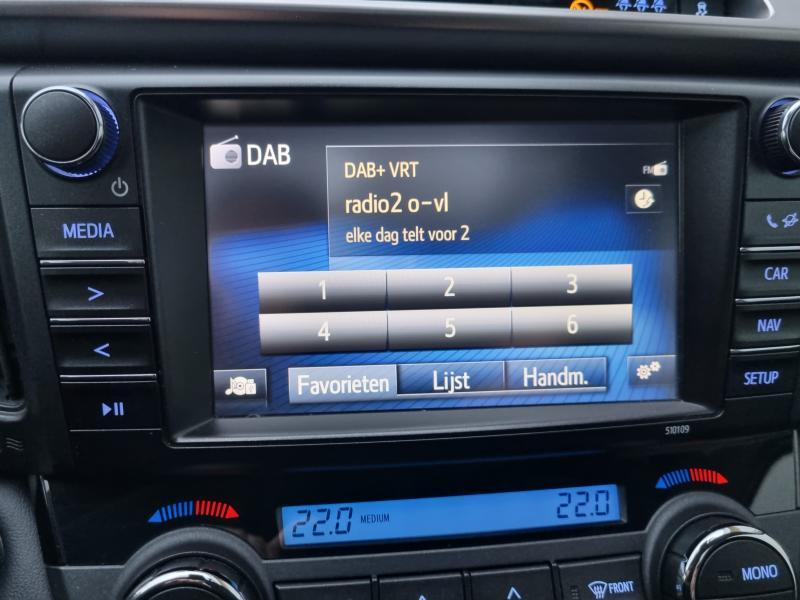 DAB
DAB+ VRT
radio2 o-vl
elke dag telt voor 2
FM
MEDIA
>
<
1 2 3
4 5 6
Favorieten Lijst Handm.
CAR
NAV
SETUP
510109
22.0 MEDIUM 22.0
FRONT
MONO